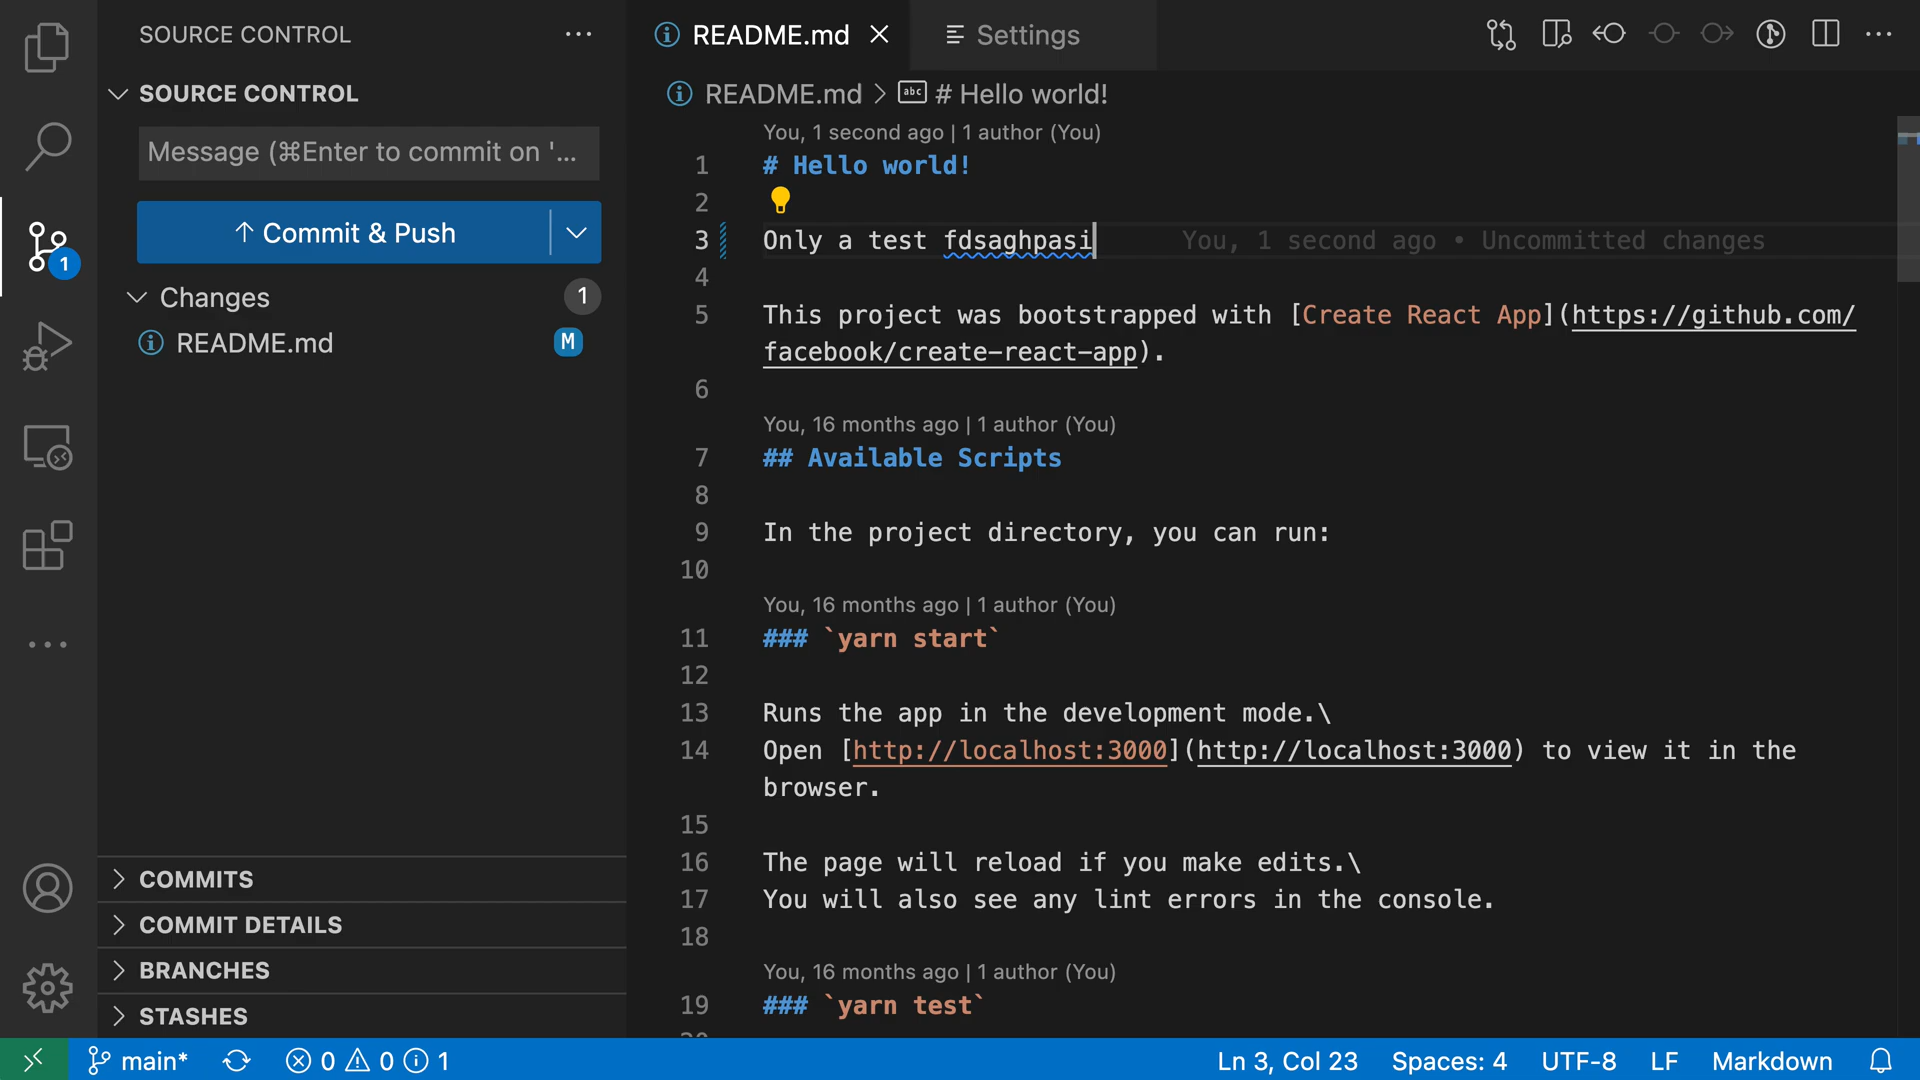 SOURCE CONTROL
README.md
Settings
SOURCE CONTROL
Message (⌘Enter to commit on '...
Commit & Push
Changes
1
README.md
M
1
COMMITS
COMMIT DETAILS
BRANCHES
STASHES
README.md > # Hello world!
You, 1 second ago | 1 author (You)
1 # Hello world!
2
3 Only a test fdsaghpasi You, 1 second ago • Uncommitted changes
4
5 This project was bootstrapped with [Create React App](https://github.com/
facebook/create-react-app).
6
You, 16 months ago | 1 author (You)
7 ## Available Scripts
8
9 In the project directory, you can run:
10
You, 16 months ago | 1 author (You)
11 ### `yarn start`
12
13 Runs the app in the development mode.\
14 Open [http://localhost:3000](http://localhost:3000) to view it in the
browser.
15
16 The page will reload if you make edits.\
17 You will also see any lint errors in the console.
18
You, 16 months ago | 1 author (You)
19 ### `yarn test`
main* 0 0 1 Ln 3, Col 23 Spaces: 4 UTF-8 LF Markdown